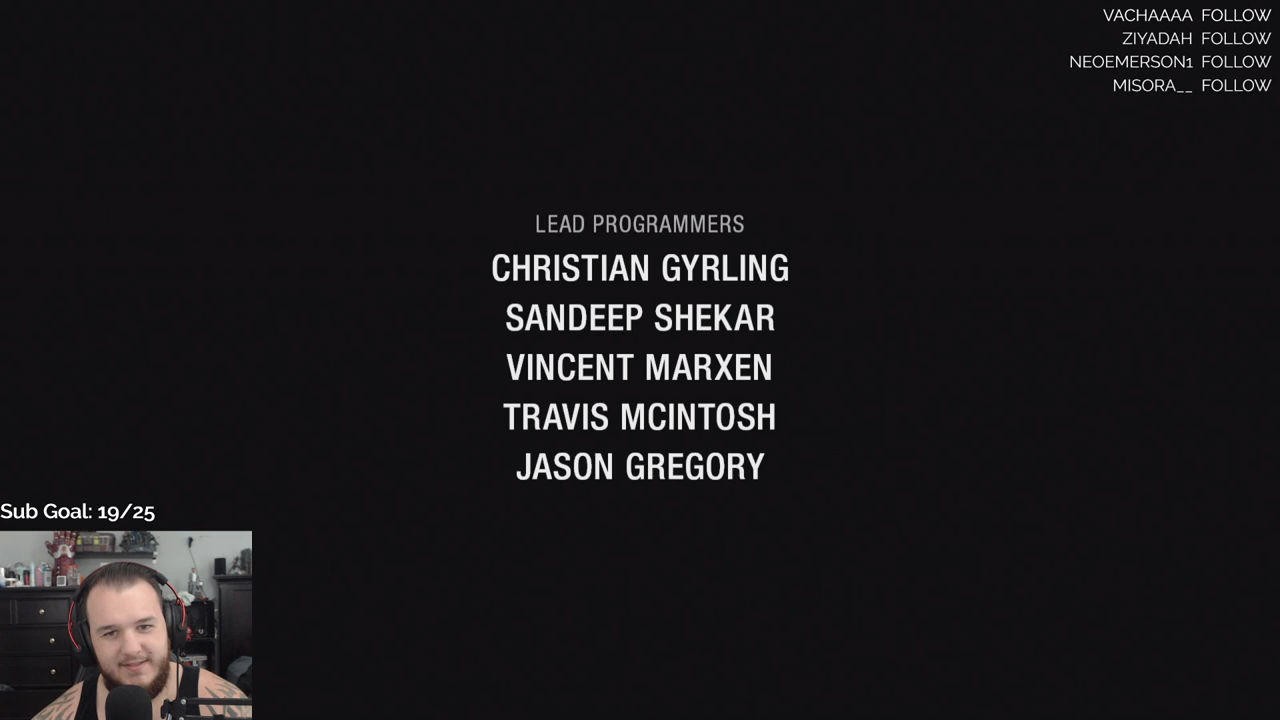 VACHAAAA FOLLOW
ZIYADAH FOLLOW
NEOEMERSON1 FOLLOW
MISORA__ FOLLOW
LEAD PROGRAMMERS
CHRISTIAN GYRLING
SANDEEP SHEKAR
VINCENT MARXEN
TRAVIS MCINTOSH
JASON GREGORY
Sub Goal: 19/25